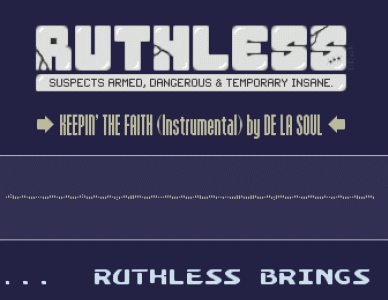 RUTHLESS
SUSPECTS ARMED, DANGEROUS & TEMPORARY INSANE.
KEEPIN' THE FAITH (Instrumental) by DE LA SOUL
... RUTHLESS BRINGS